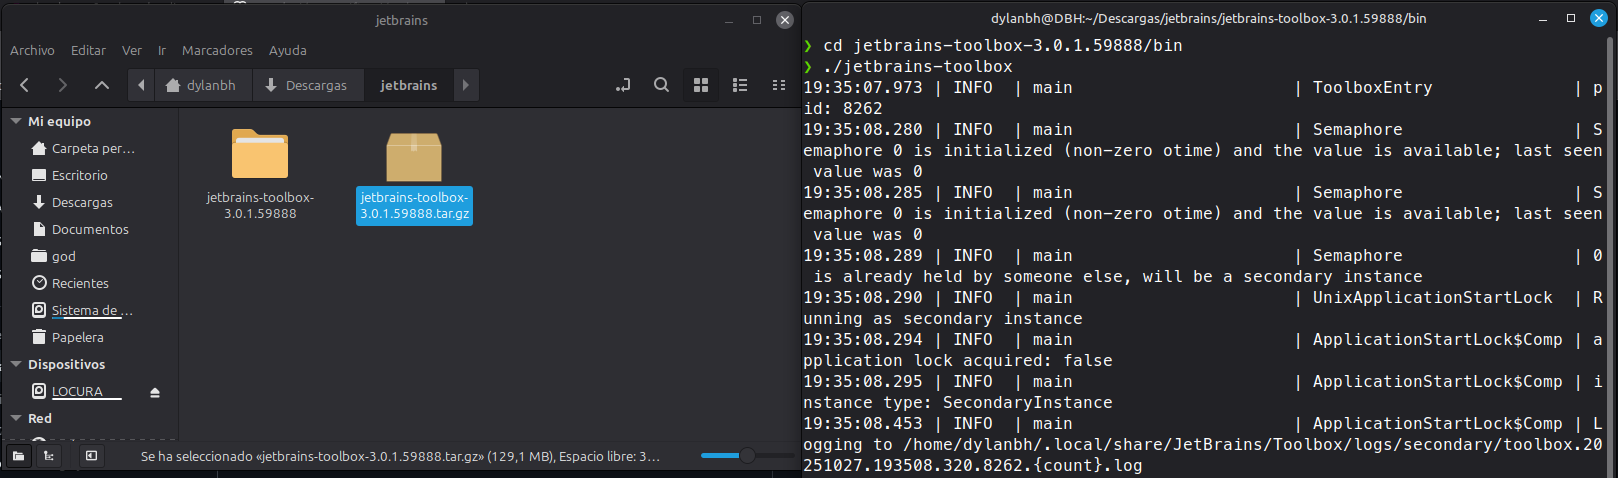 jetbrains
Archivo Editar Ver Ir Marcadores Ayuda
dylanbh Descargas jetbrains
Mi equipo
Carpeta per...
Escritorio
Descargas
Documentos
god
Recientes
Sistema de ...
Papelera
Dispositivos
LOCURA
Red
jetbrains-toolbox-
3.0.1.59888
jetbrains-toolbox-
3.0.1.59888.tar.gz
Se ha seleccionado «jetbrains-toolbox-3.0.1.59888.tar.gz» (129,1 MB), Espacio libre: 3...
dylanbh@DBH:~/Descargas/jetbrains/jetbrains-toolbox-3.0.1.59888/bin
❯ cd jetbrains-toolbox-3.0.1.59888/bin
❯ ./jetbrains-toolbox
19:35:07.973 | INFO  | main                      | ToolboxEntry              | p
id: 8262
19:35:08.280 | INFO  | main                      | Semaphore                 | S
emaphore 0 is initialized (non-zero otime) and the value is available; last seen
value was 0
19:35:08.285 | INFO  | main                      | Semaphore                 | S
emaphore 0 is initialized (non-zero otime) and the value is available; last seen
value was 0
19:35:08.289 | INFO  | main                      | Semaphore                 | 0
is already held by someone else, will be a secondary instance
19:35:08.290 | INFO  | main                      | UnixApplicationStartLock  | R
unning as secondary instance
19:35:08.294 | INFO  | main                      | ApplicationStartLock$Comp | a
pplication lock acquired: false
19:35:08.295 | INFO  | main                      | ApplicationStartLock$Comp | i
nstance type: SecondaryInstance
19:35:08.453 | INFO  | main                      | ApplicationStartLock$Comp | L
ogging to /home/dylanbh/.local/share/JetBrains/Toolbox/logs/secondary/toolbox.20
251027.193508.320.8262.{count}.log